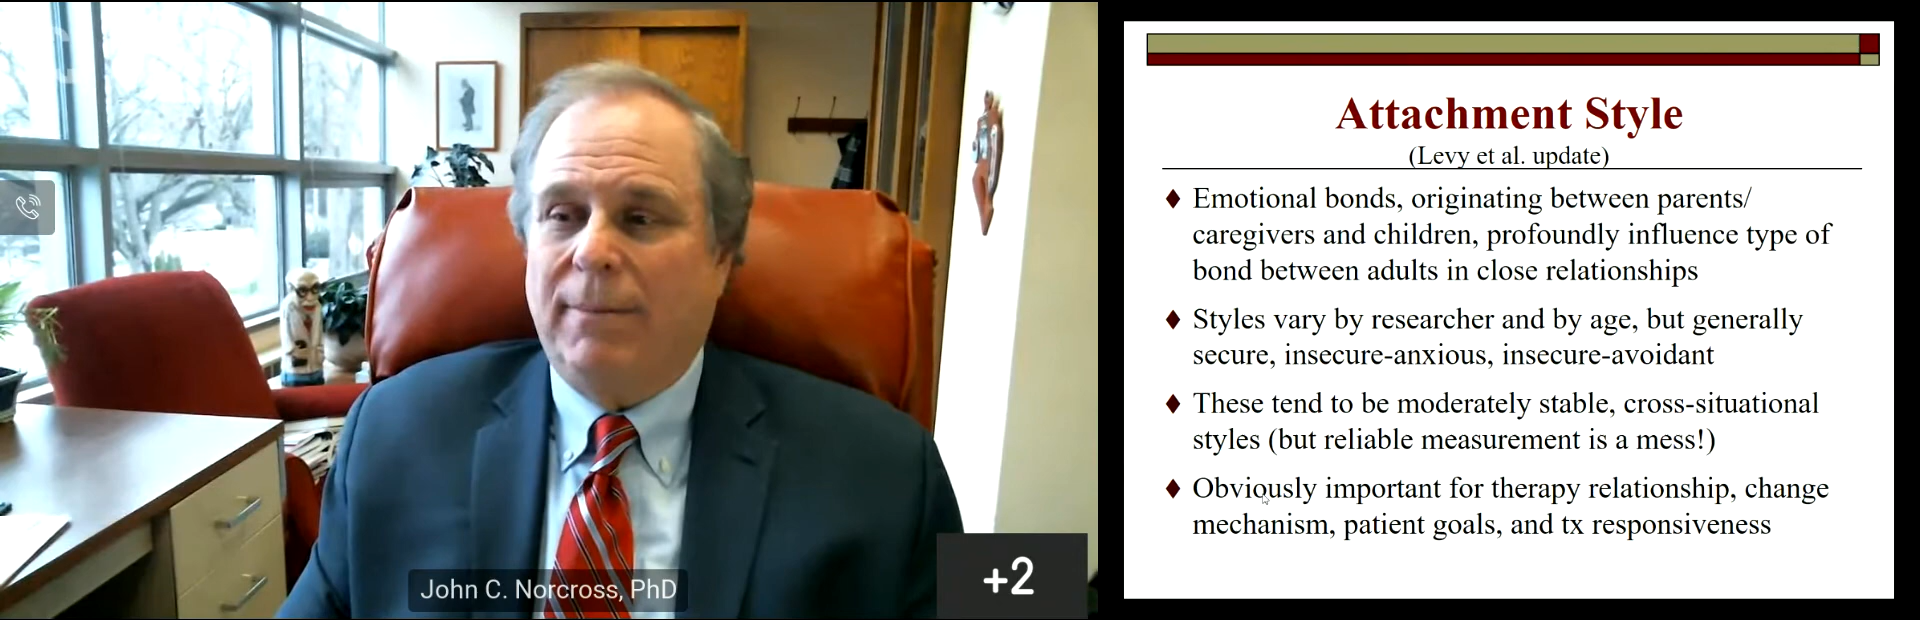 John C. Norcross, PhD
+2
Attachment Style
(Levy et al. update)
♦ Emotional bonds, originating between parents/
caregivers and children, profoundly influence type of
bond between adults in close relationships
♦ Styles vary by researcher and by age, but generally
secure, insecure-anxious, insecure-avoidant
♦ These tend to be moderately stable, cross-situational
styles (but reliable measurement is a mess!)
♦ Obviously important for therapy relationship, change
mechanism, patient goals, and tx responsiveness